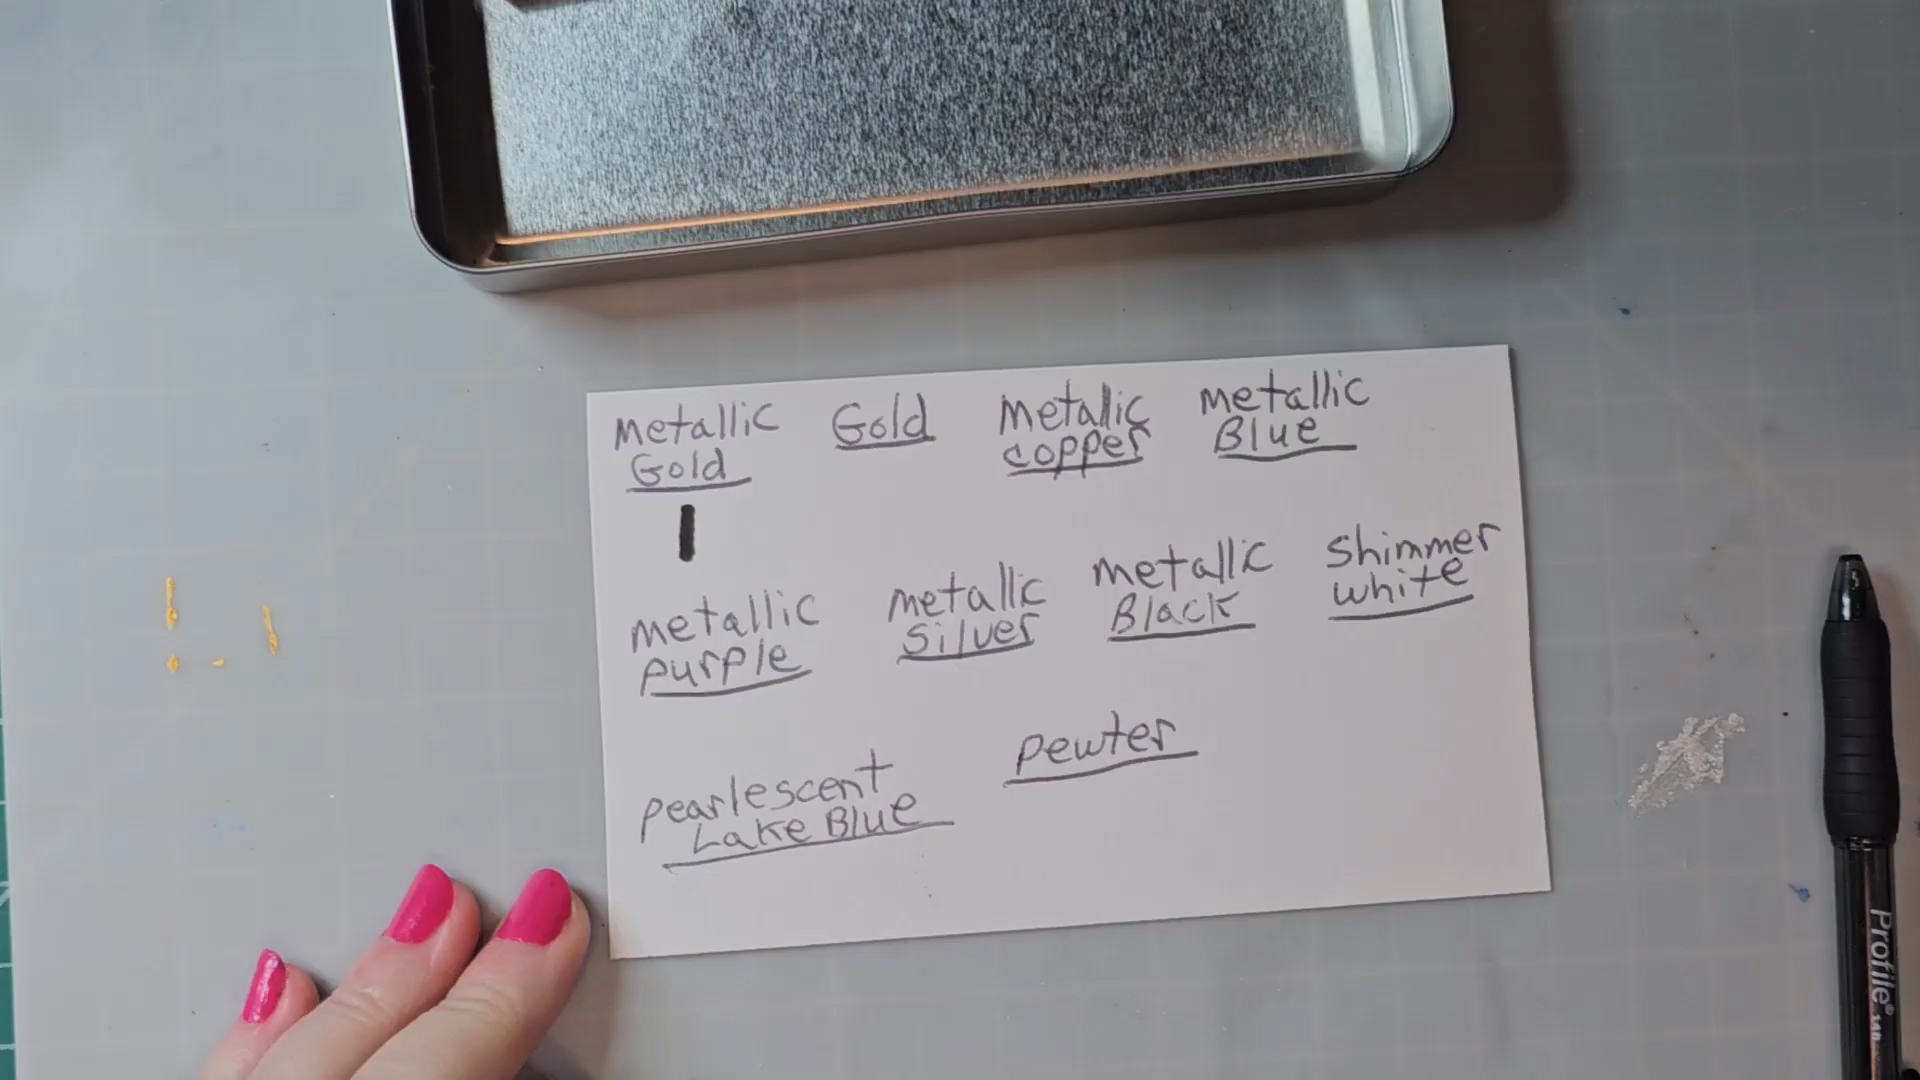 metallic
Gold
Gold
Metalic
copper
metallic
Blue
metallic
purple
metallic
silver
metallic
Black
shimmer
white
pearlescent
Lake Blue
pewter
Profile